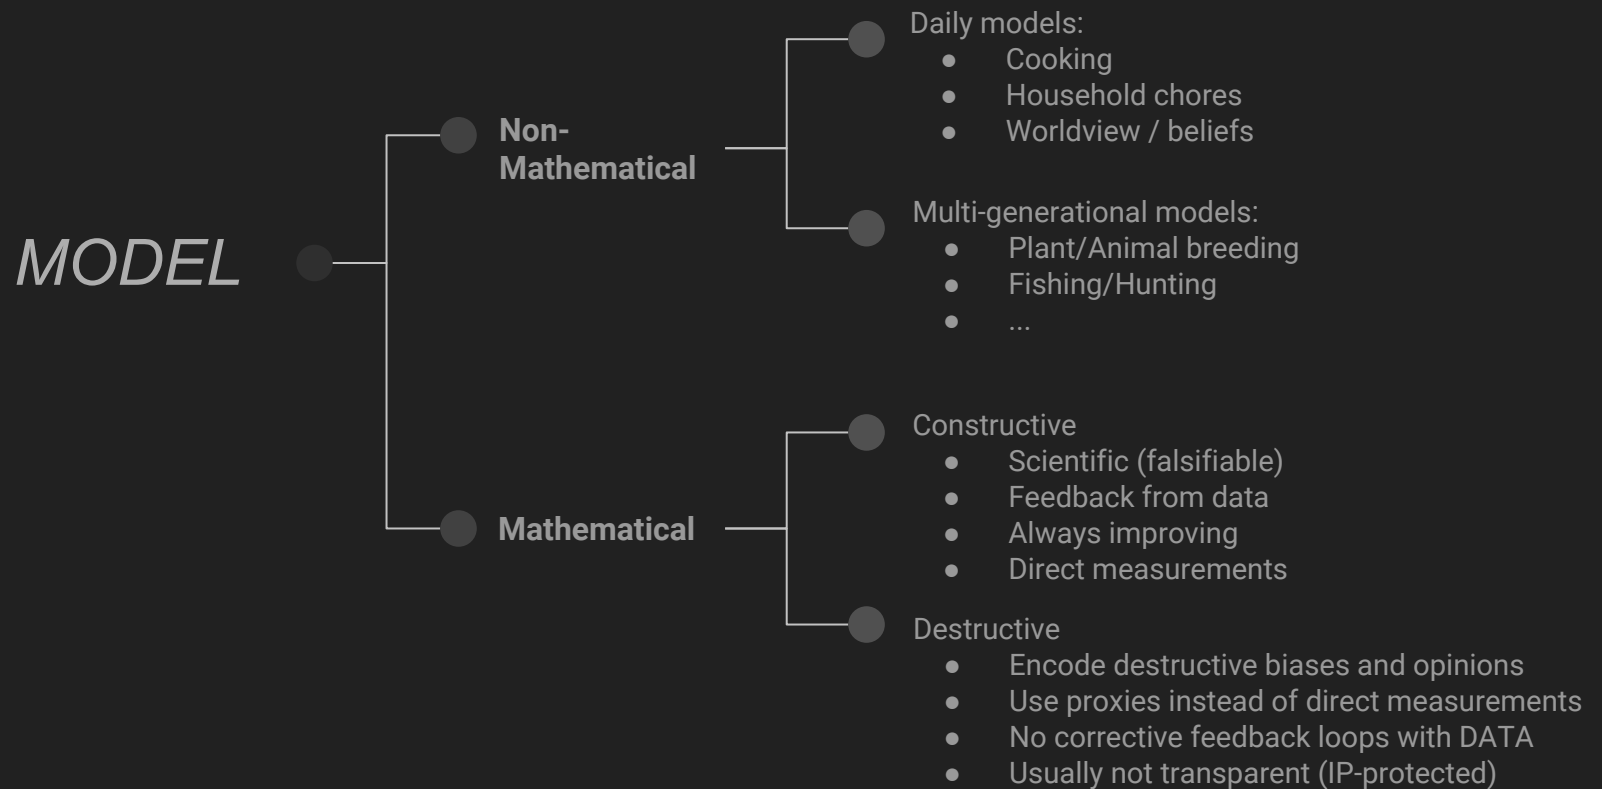 MODEL
Non-
Mathematical
Daily models:
● Cooking
● Household chores
● Worldview / beliefs
Multi-generational models:
● Plant/Animal breeding
● Fishing/Hunting
● ...
Mathematical
Constructive
● Scientific (falsifiable)
● Feedback from data
● Always improving
● Direct measurements
Destructive
● Encode destructive biases and opinions
● Use proxies instead of direct measurements
● No corrective feedback loops with DATA
● Usually not transparent (IP-protected)